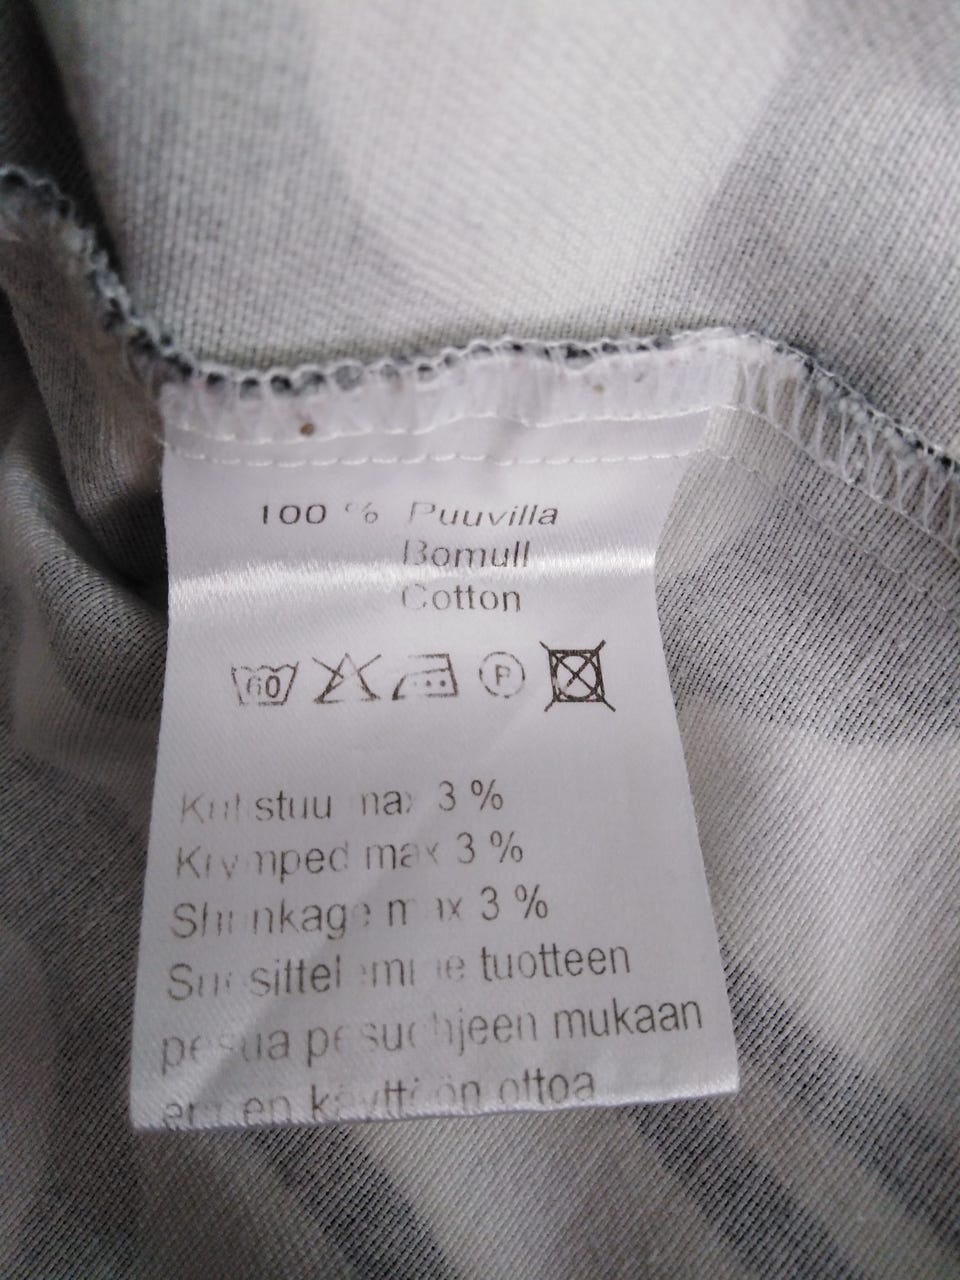 100 % Puuvilla
Bomull
Cotton
60 P
Kutistuu max 3 %
Krymped max 3 %
Shrinkage max 3 %
Suosittelemme tuotteen
pesua pesuohjeen mukaan
ennen käyttöön ottoa